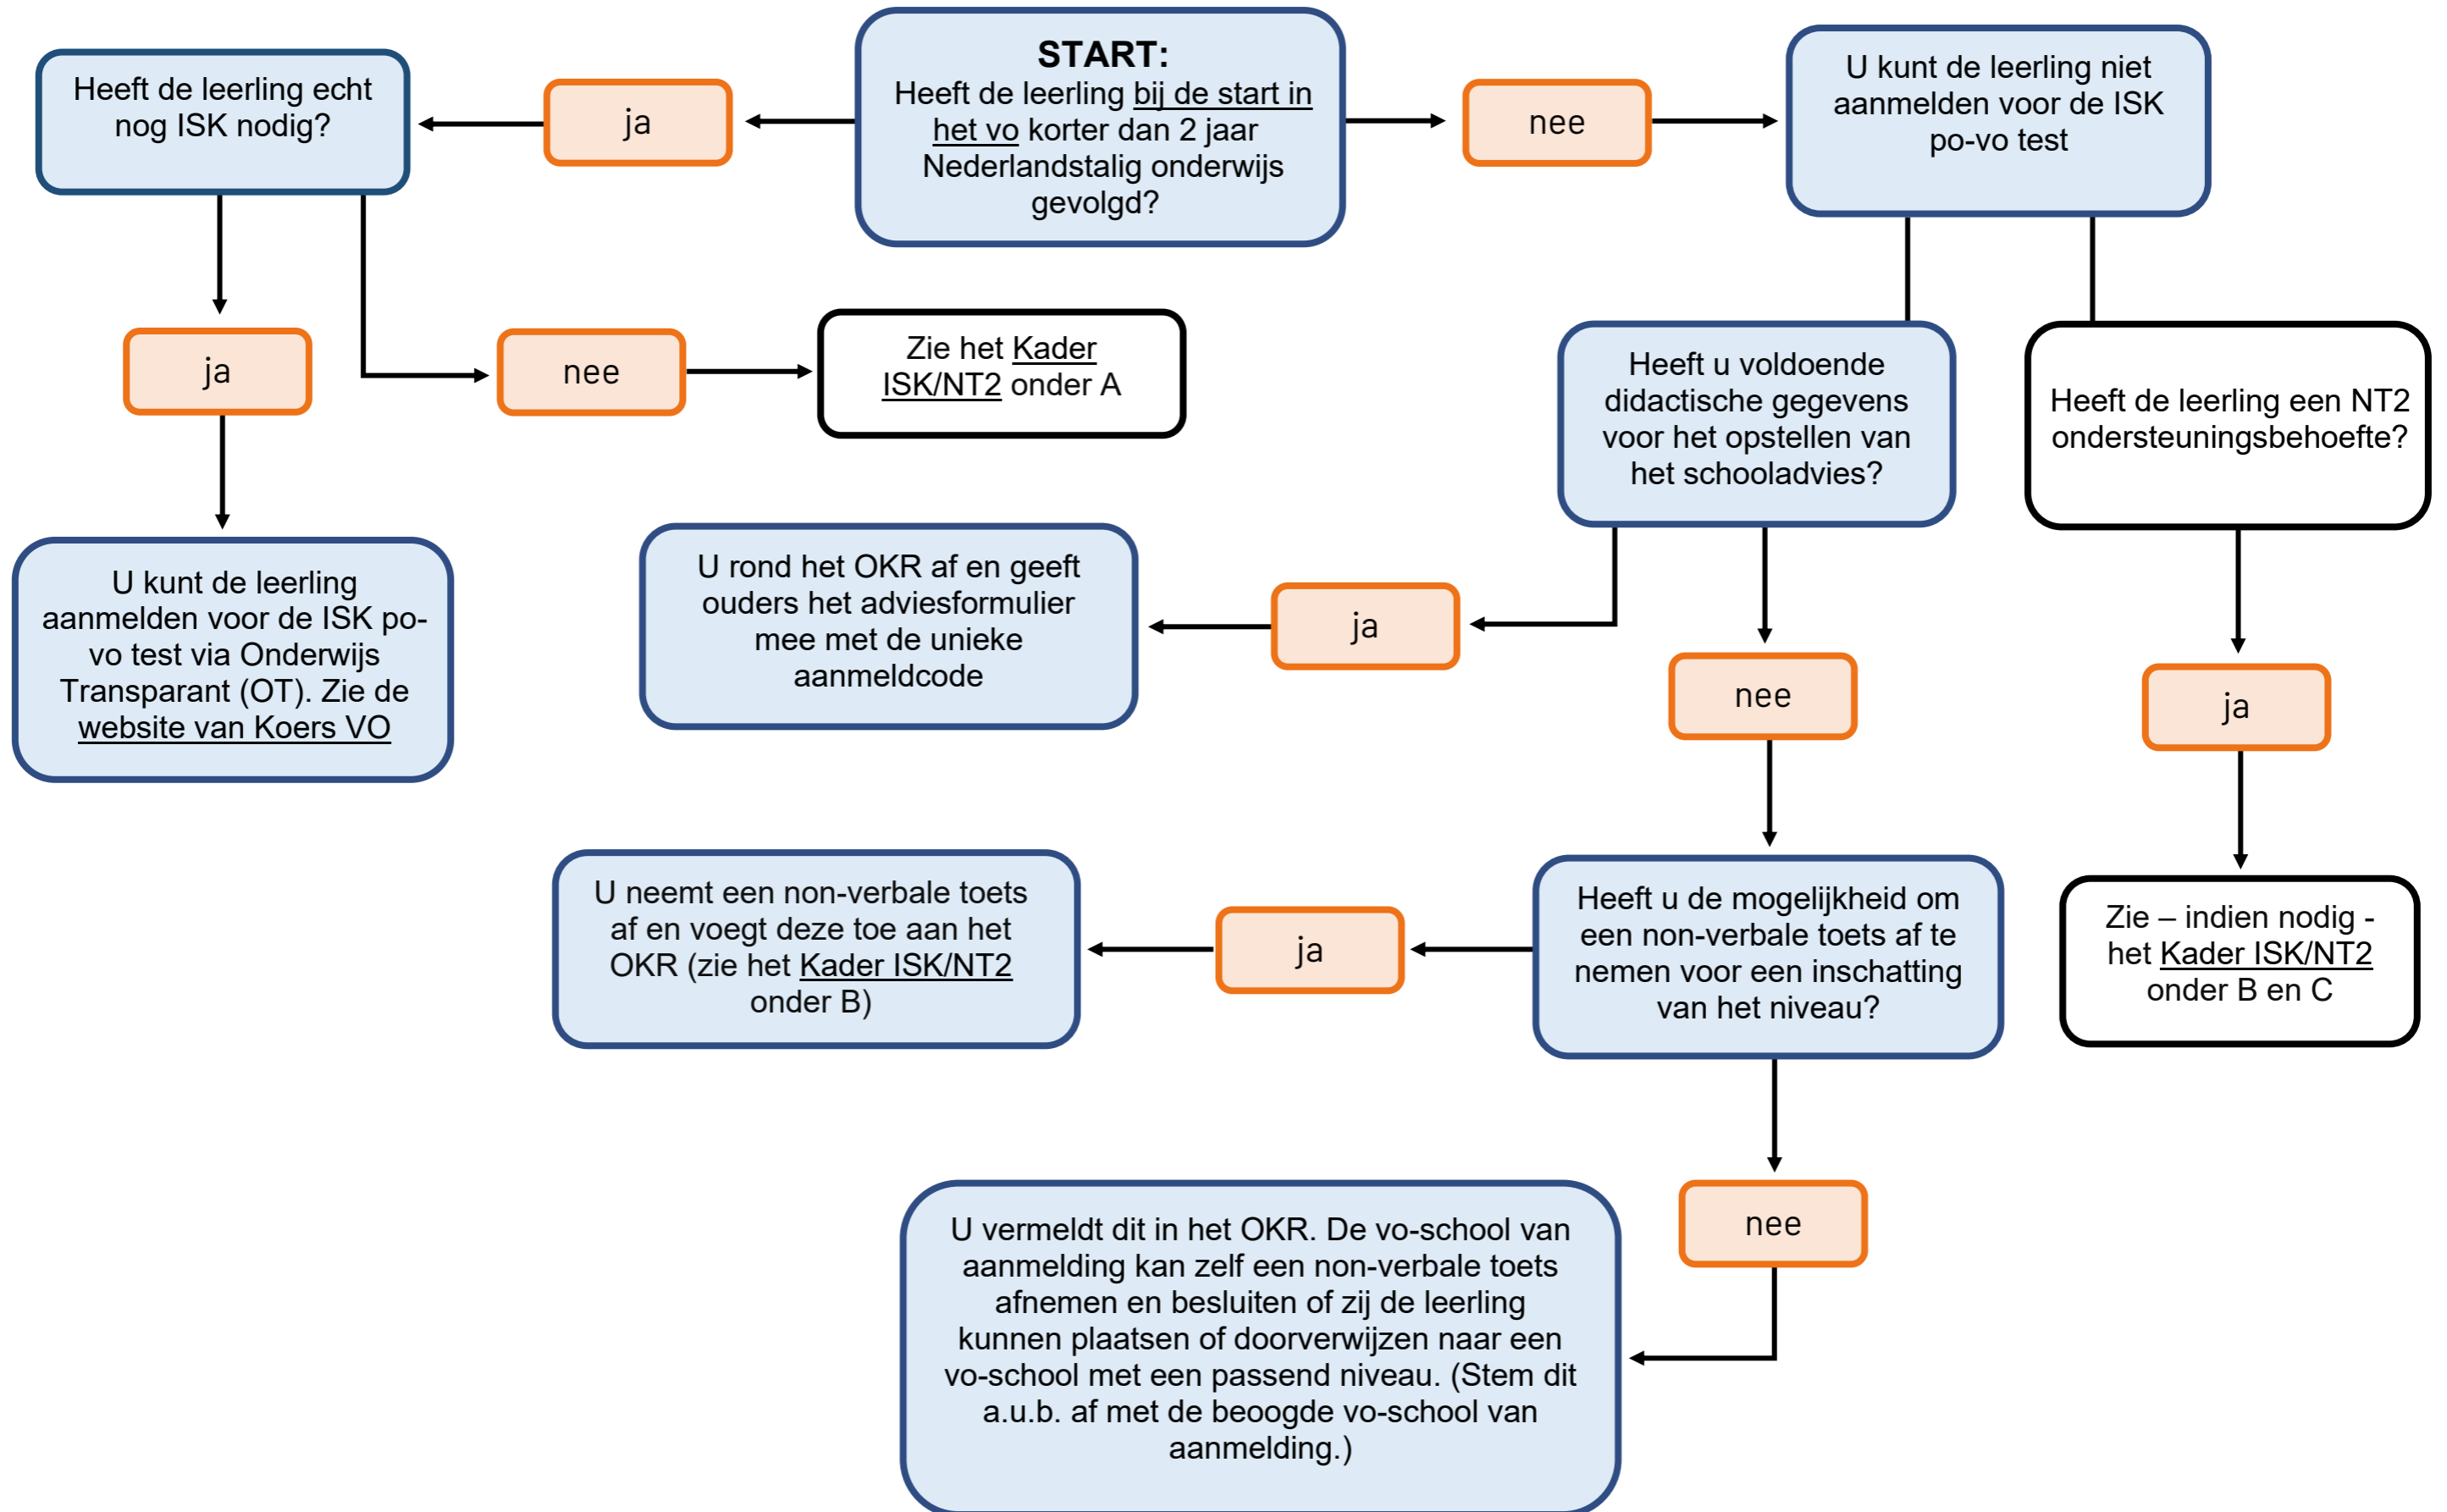 START:
Heeft de leerling bij de start in
het vo korter dan 2 jaar
Nederlandstalig onderwijs
gevolgd?
ja
Heeft de leerling echt
nog ISK nodig?
nee
U kunt de leerling niet
aanmelden voor de ISK
po-vo test
ja
nee
Zie het Kader
ISK/NT2 onder A
U kunt de leerling
aanmelden voor de ISK po-
vo test via Onderwijs
Transparant (OT). Zie de
website van Koers VO
Heeft u voldoende
didactische gegevens
voor het opstellen van
het schooladvies?
Heeft de leerling een NT2
ondersteuningsbehoefte?
ja
U rond het OKR af en geeft
ouders het adviesformulier
mee met de unieke
aanmeldcode
nee
ja
Heeft u de mogelijkheid om
een non-verbale toets af te
nemen voor een inschatting
van het niveau?
Zie – indien nodig -
het Kader ISK/NT2
onder B en C
ja
U neemt een non-verbale toets
af en voegt deze toe aan het
OKR (zie het Kader ISK/NT2
onder B)
nee
U vermeldt dit in het OKR. De vo-school van
aanmelding kan zelf een non-verbale toets
afnemen en besluiten of zij de leerling
kunnen plaatsen of doorverwijzen naar een
vo-school met een passend niveau. (Stem dit
a.u.b. af met de beoogde vo-school van
aanmelding.)